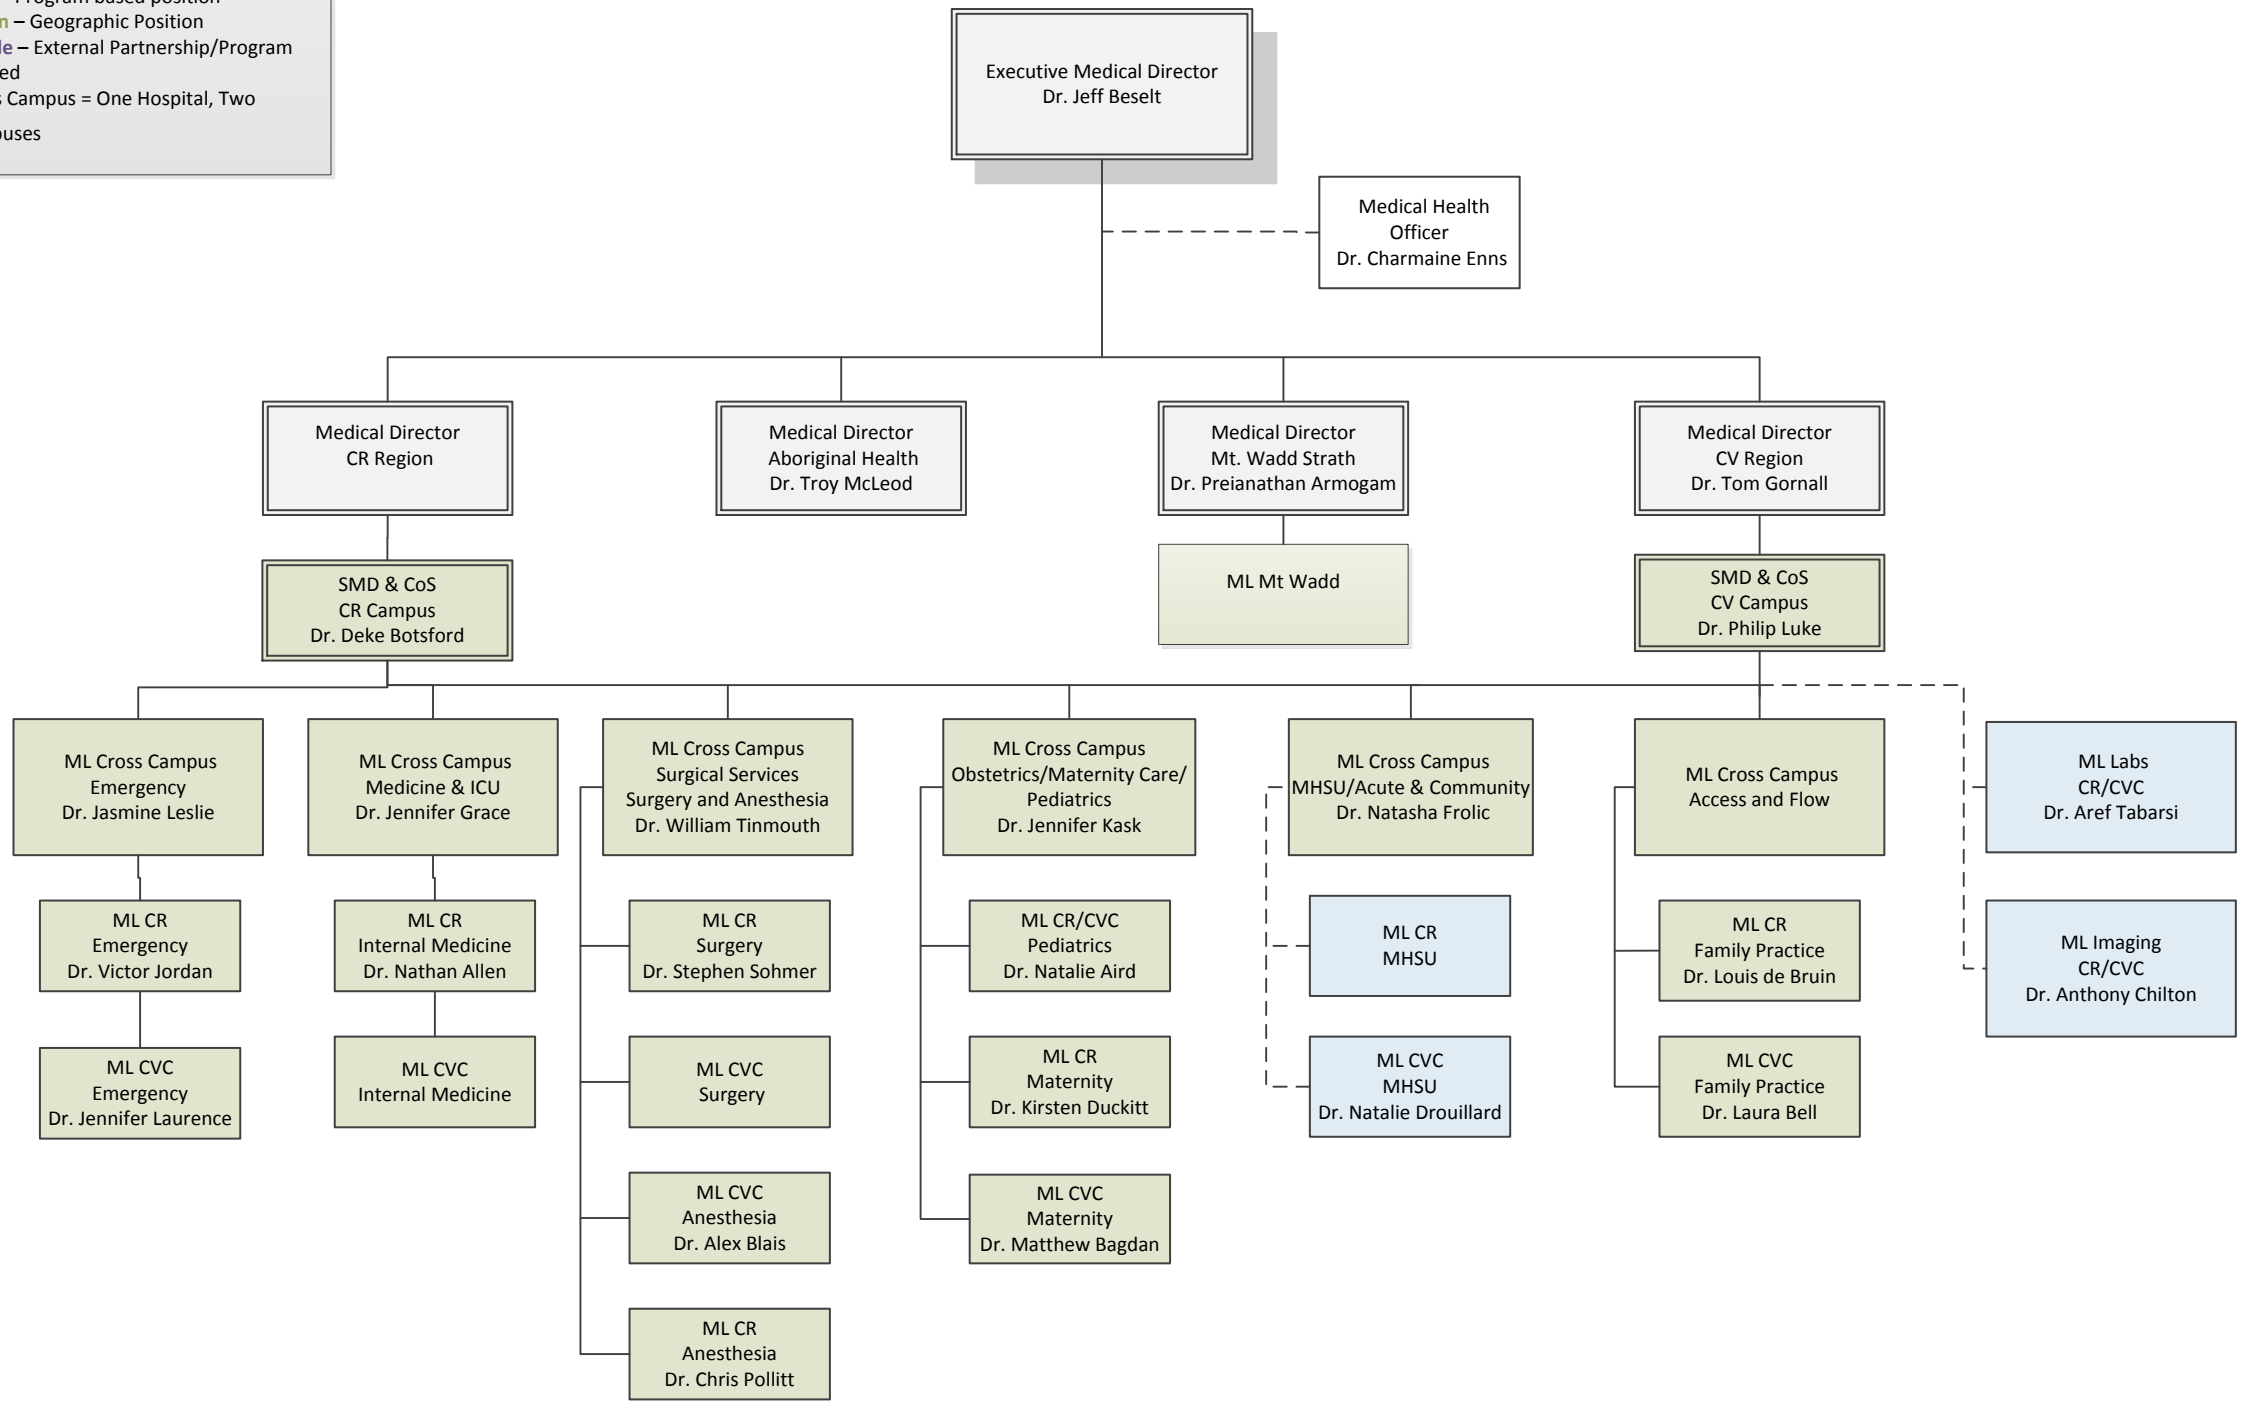 Program based position
– Geographic Position
– External Partnership/Program
Campus = One Hospital, Two
Executive Medical Director
Dr. Jeff Beselt
Medical Health
Officer
Dr. Charmaine Enns
Medical Director
CR Region
Medical Director
Aboriginal Health
Dr. Troy McLeod
Medical Director
Mt. Wadd Strath
Dr. Preianathan Armogam
Medical Director
CV Region
Dr. Tom Gornall
SMD & CoS
CR Campus
Dr. Deke Botsford
ML Mt Wadd
SMD & CoS
CV Campus
Dr. Philip Luke
ML Cross Campus
Emergency
Dr. Jasmine Leslie
ML Cross Campus
Medicine & ICU
Dr. Jennifer Grace
ML Cross Campus
Surgical Services
Surgery and Anesthesia
Dr. William Tinmouth
ML Cross Campus
Obstetrics/Maternity Care/
Pediatrics
Dr. Jennifer Kask
ML Cross Campus
MHSU/Acute & Community
Dr. Natasha Frolic
ML Cross Campus
Access and Flow
ML Labs
CR/CVC
Dr. Aref Tabarsi
ML CR
Emergency
Dr. Victor Jordan
ML CR
Internal Medicine
Dr. Nathan Allen
ML CR
Surgery
Dr. Stephen Sohmer
ML CR/CVC
Pediatrics
Dr. Natalie Aird
ML CR
MHSU
ML CR
Family Practice
Dr. Louis de Bruin
ML Imaging
CR/CVC
Dr. Anthony Chilton
ML CVC
Emergency
Dr. Jennifer Laurence
ML CVC
Internal Medicine
ML CVC
Surgery
ML CR
Maternity
Dr. Kirsten Duckitt
ML CVC
MHSU
Dr. Natalie Drouillard
ML CVC
Family Practice
Dr. Laura Bell
ML CVC
Anesthesia
Dr. Alex Blais
ML CVC
Maternity
Dr. Matthew Bagdan
ML CR
Anesthesia
Dr. Chris Pollitt